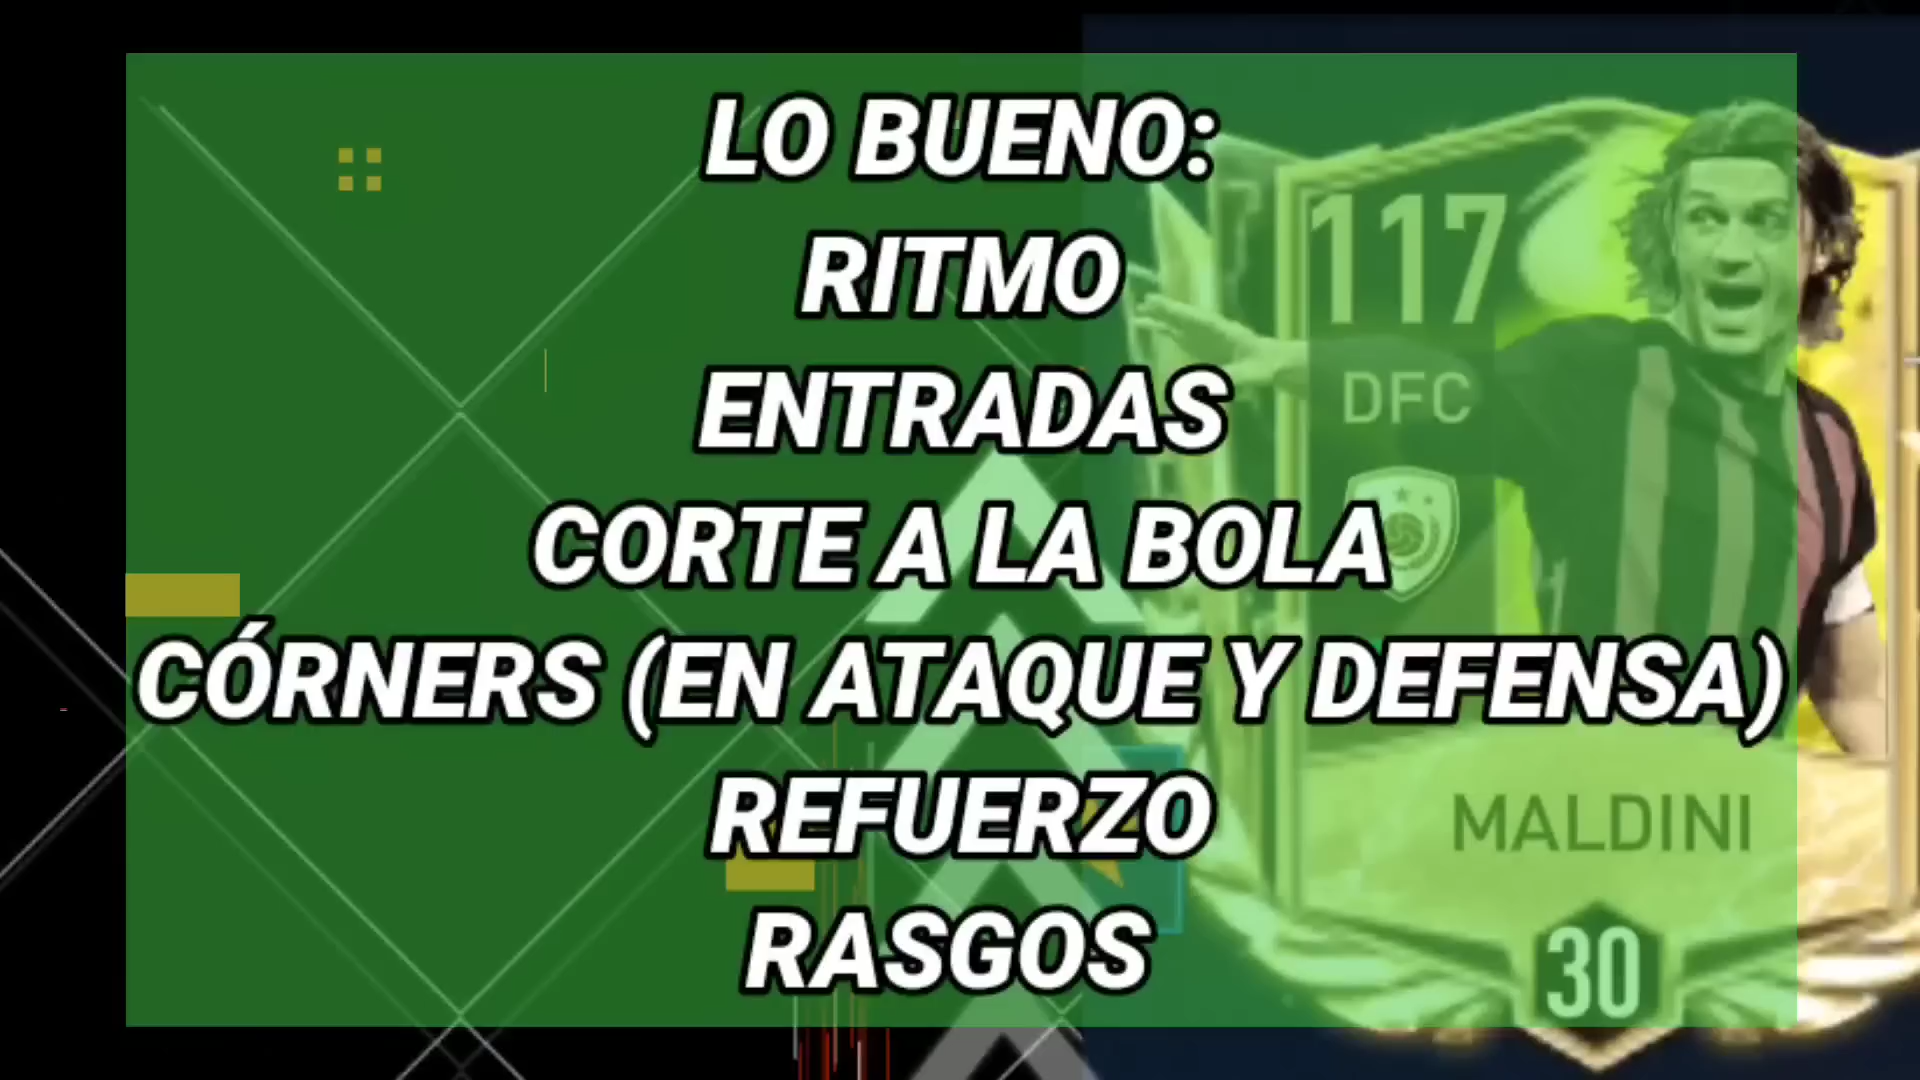 LO BUENO:
RITMO
ENTRADAS
CORTE A LA BOLA
CÓRNERS (EN ATAQUE Y DEFENSA)
REFUERZO
RASGOS
117
DFC
MALDINI
30